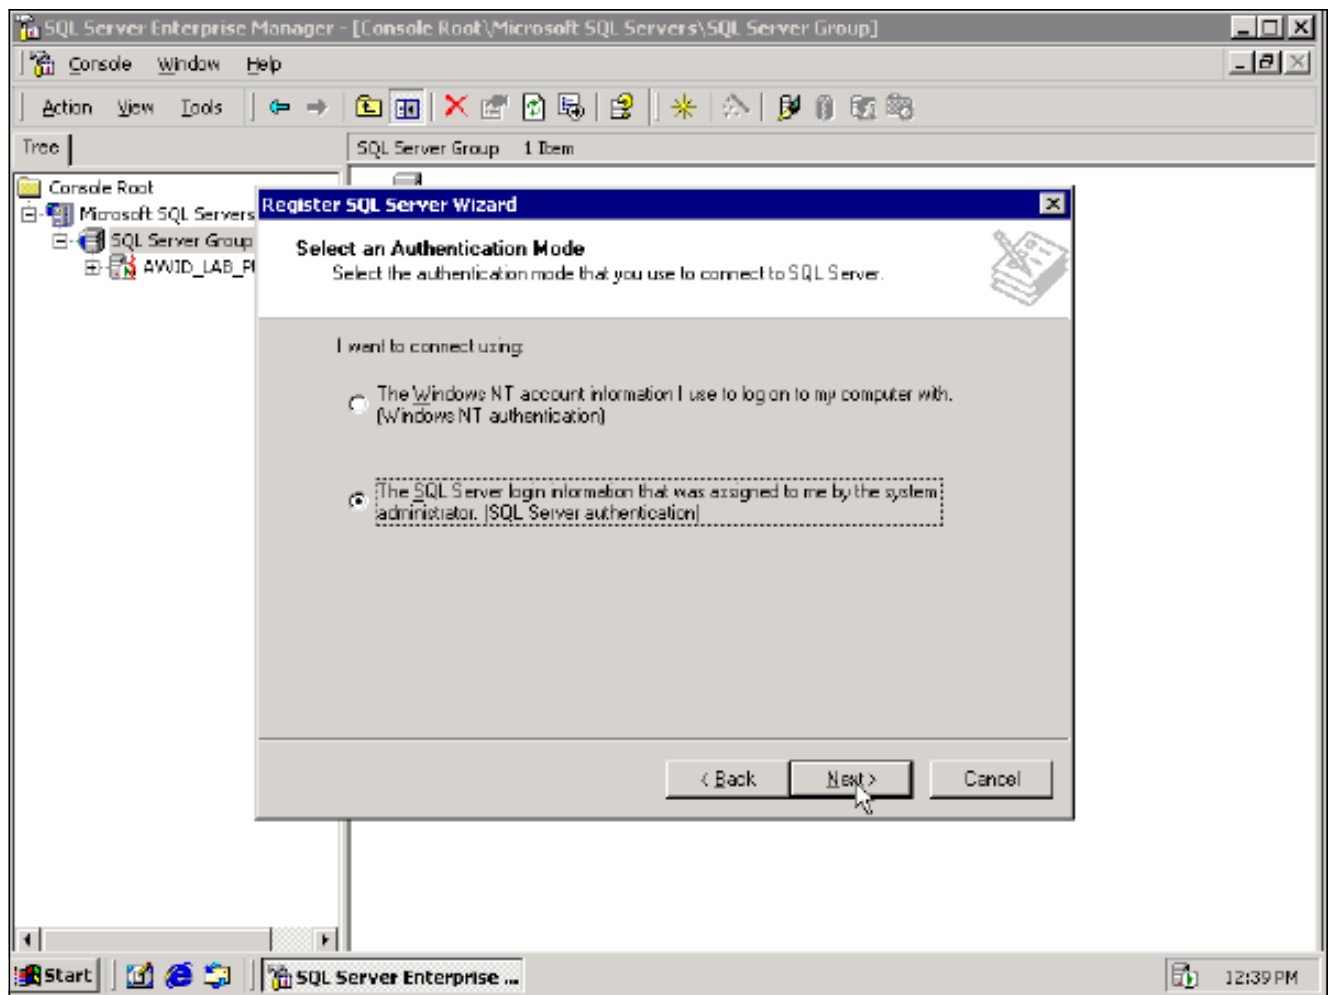 SQL Server Enterprise Manager - [Console Root\Microsoft SQL Servers\SQL Server Group]
Console Window Help
Action View Tools
Tree
SQL Server Group 1 Item
Console Root
Microsoft SQL Servers
SQL Server Group
AVVID_LAB_P
Register SQL Server Wizard
Select an Authentication Mode
Select the authentication mode that you use to connect to SQL Server.
I want to connect using:
The Windows NT account information I use to log on to my computer with.
(Windows NT authentication)
The SQL Server login information that was assigned to me by the system
administrator. (SQL Server authentication)
< Back Next > Cancel
Start SQL Server Enterprise ... 12:39 PM